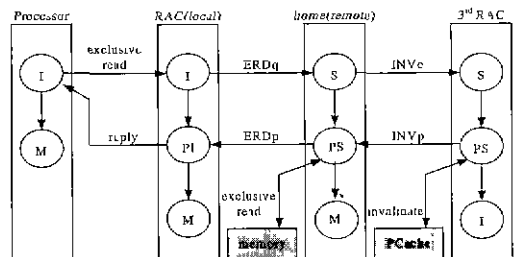 Processor RAC(local) home(remote) 3rd RAC
exclusive read
I I ERDq S INVe S
M reply PI ERDp PS INVp PS
exclusive read
M M invalidate I
memory PCache